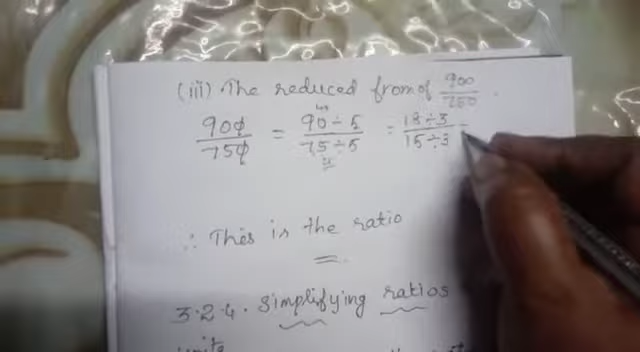 (iii) The reduced from of 900/750.
900/750 = 90÷5/75÷5 = 18÷3/15÷3 =
∴ This is the ratio
3.2.4. Simplifying ratios
units